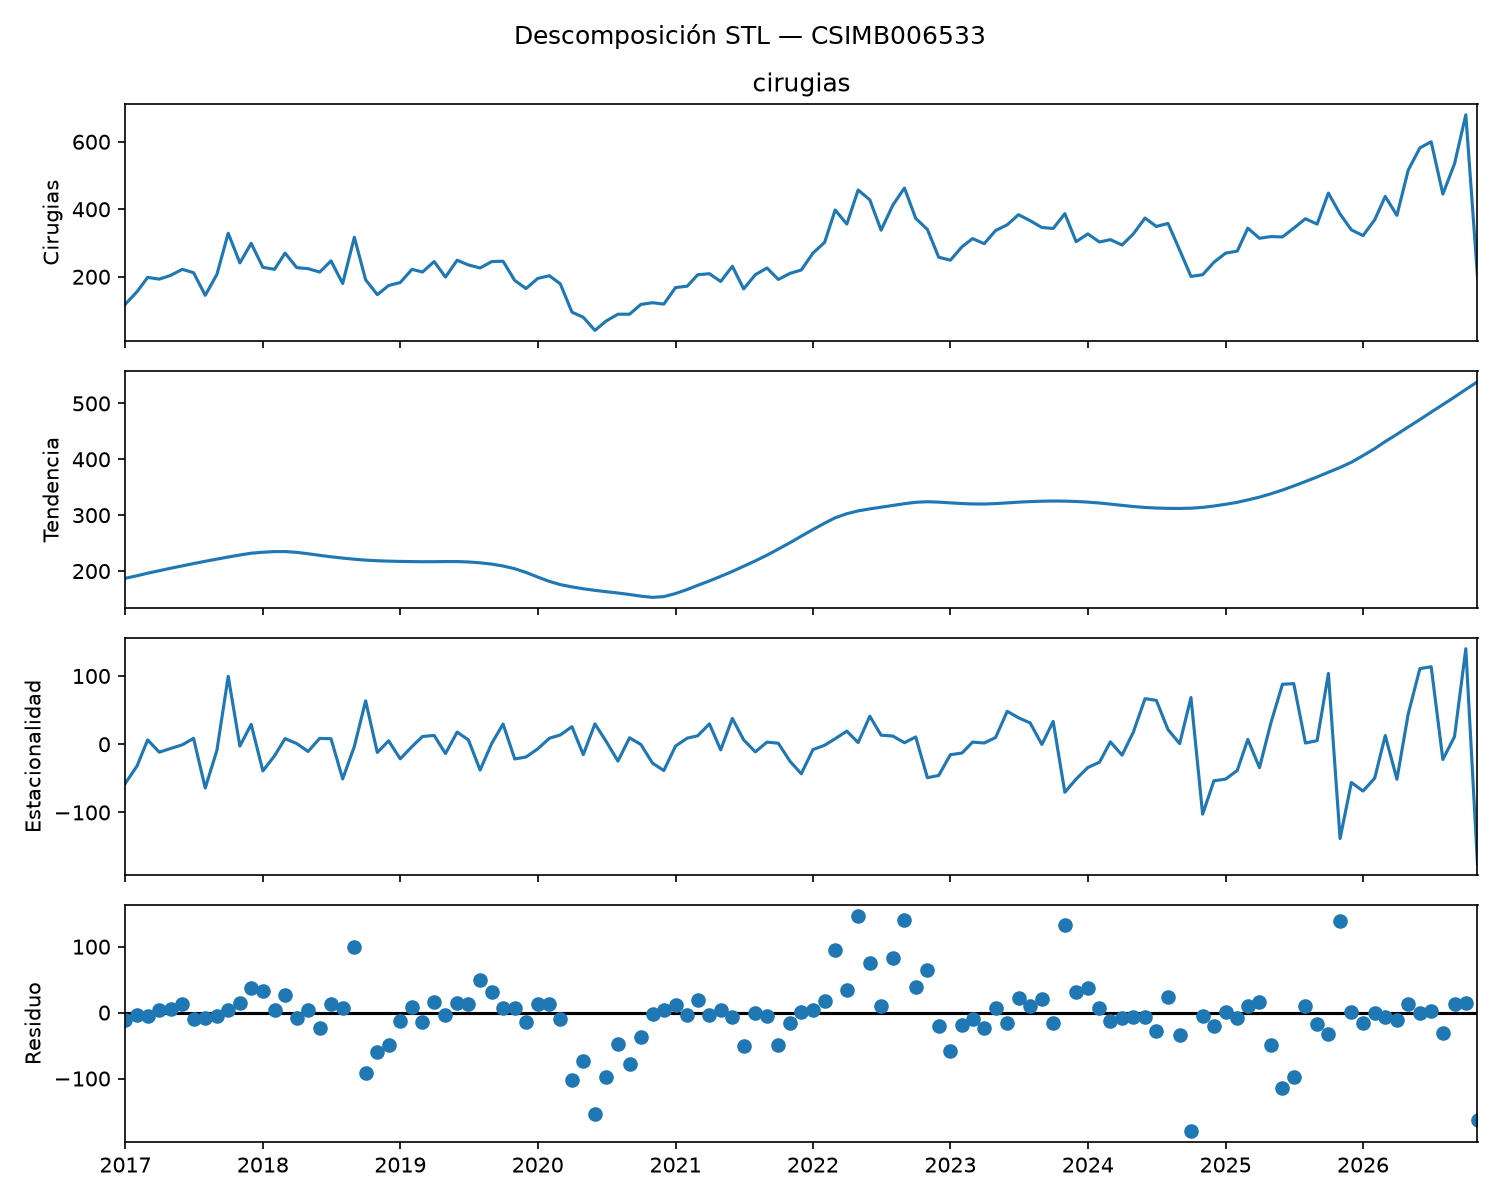 Descomposición STL — CSIMB006533
cirugias
Cirugias
600
400
200
Tendencia
500
400
300
200
Estacionalidad
100
0
−100
Residuo
100
0
−100
2017 2018 2019 2020 2021 2022 2023 2024 2025 2026